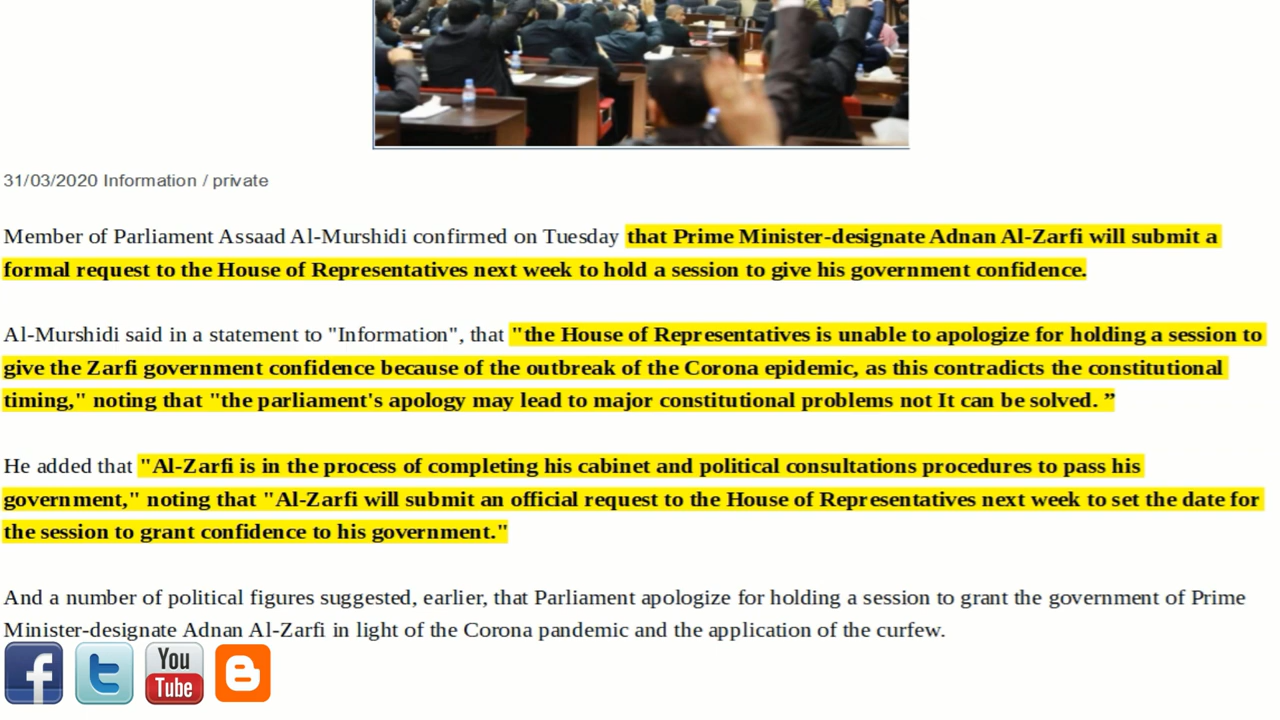 31/03/2020 Information / private
Member of Parliament Assaad Al-Murshidi confirmed on Tuesday that Prime Minister-designate Adnan Al-Zarfi will submit a
formal request to the House of Representatives next week to hold a session to give his government confidence.
Al-Murshidi said in a statement to "Information", that "the House of Representatives is unable to apologize for holding a session to
give the Zarfi government confidence because of the outbreak of the Corona epidemic, as this contradicts the constitutional
timing," noting that "the parliament's apology may lead to major constitutional problems not It can be solved. ”
He added that "Al-Zarfi is in the process of completing his cabinet and political consultations procedures to pass his
government," noting that "Al-Zarfi will submit an official request to the House of Representatives next week to set the date for
the session to grant confidence to his government."
And a number of political figures suggested, earlier, that Parliament apologize for holding a session to grant the government of Prime
Minister-designate Adnan Al-Zarfi in light of the Corona pandemic and the application of the curfew.
You
Tube